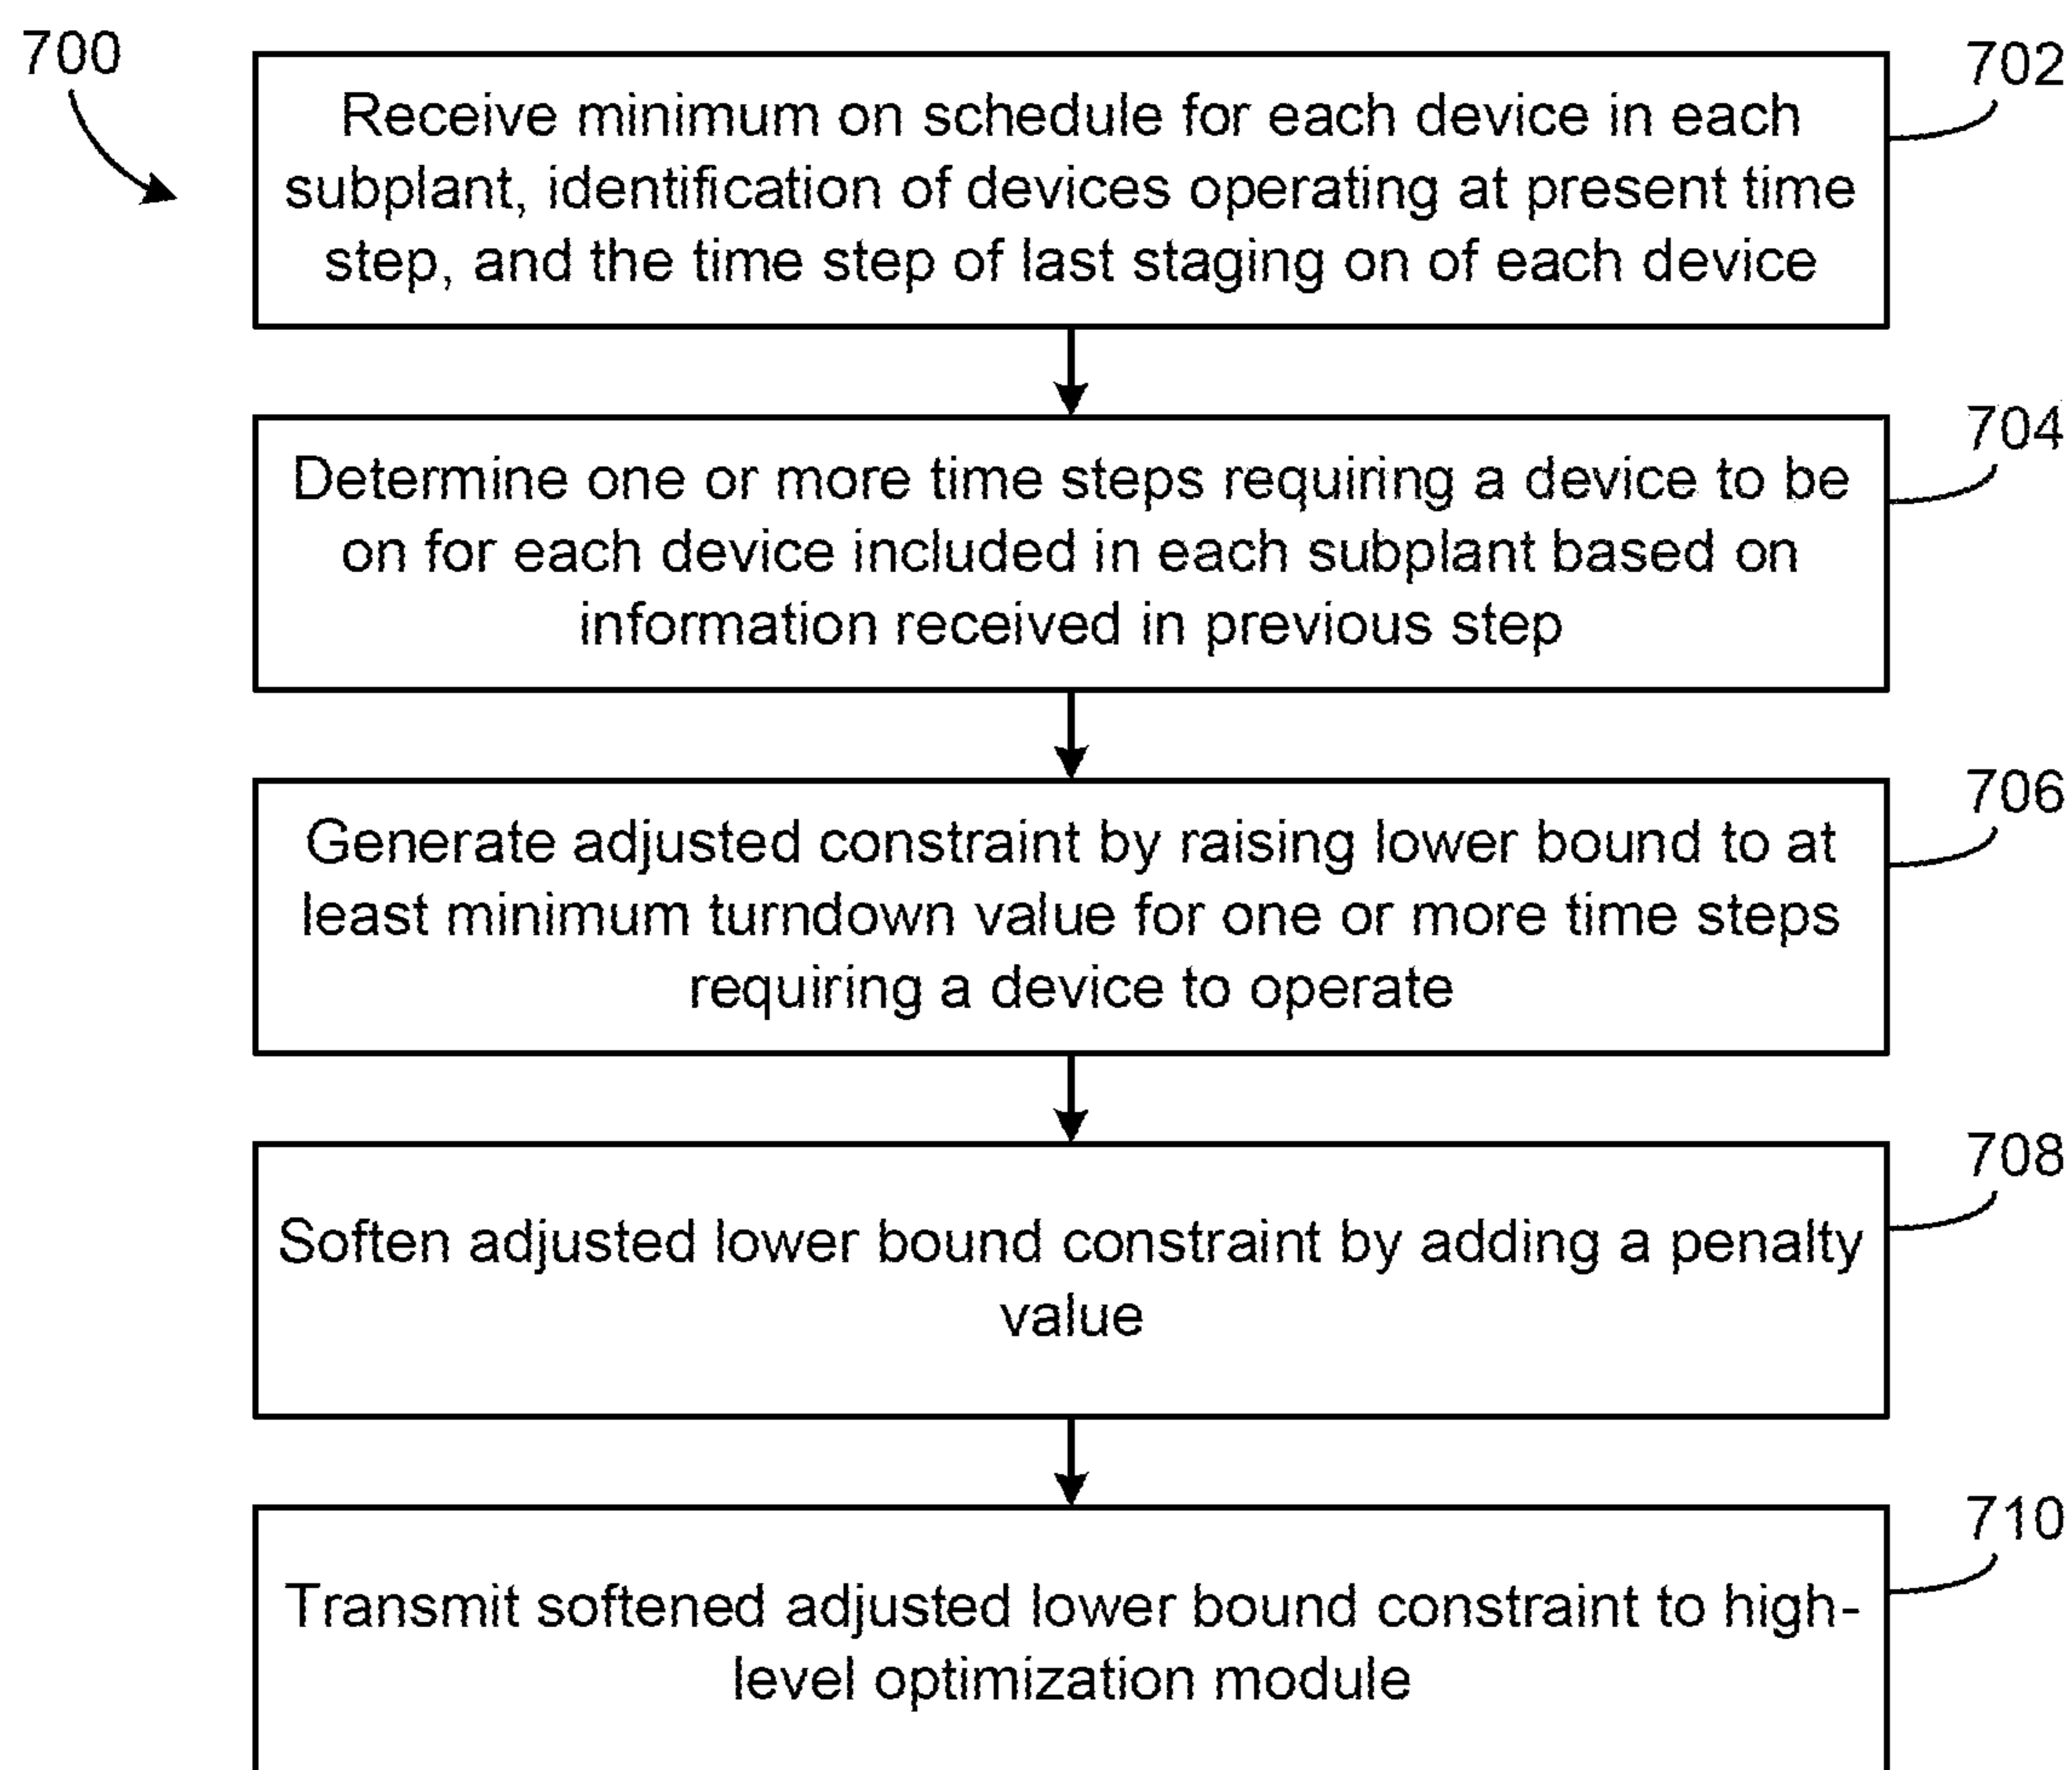 700
702
Receive minimum on schedule for each device in each
subplant, identification of devices operating at present time
step, and the time step of last staging on of each device
704
Determine one or more time steps requiring a device to be
on for each device included in each subplant based on
information received in previous step
706
Generate adjusted constraint by raising lower bound to at
least minimum turndown value for one or more time steps
requiring a device to operate
708
Soften adjusted lower bound constraint by adding a penalty
value
710
Transmit softened adjusted lower bound constraint to high-
level optimization module